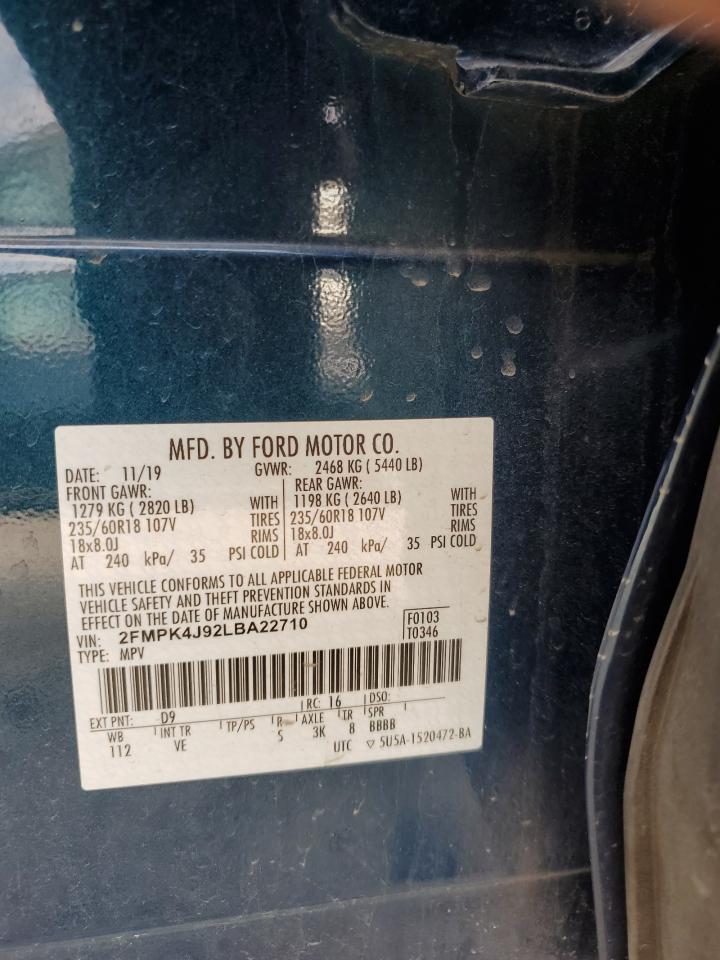 MFD. BY FORD MOTOR CO.
DATE: 11/19 GVWR: 2468 KG ( 5440 LB)
FRONT GAWR: REAR GAWR:
1279 KG ( 2820 LB) WITH 1198 KG ( 2640 LB) WITH
235/60R18 107V TIRES 235/60R18 107V TIRES
18x8.0J RIMS 18x8.0J RIMS
AT 240 kPa/ 35 PSI COLD AT 240 kPa/ 35 PSI COLD
THIS VEHICLE CONFORMS TO ALL APPLICABLE FEDERAL MOTOR
VEHICLE SAFETY AND THEFT PREVENTION STANDARDS IN
EFFECT ON THE DATE OF MANUFACTURE SHOWN ABOVE.
VIN: 2FMPK4J92LBA22710 F0103
TYPE: MPV T0346
EXT PNT: D9 RC: 16 DSO:
WB INT TR TP/PS R AXLE TR SPR
112 VE S 3K 8 BBBB
UTC ▽ 5U5A-1520472-BA